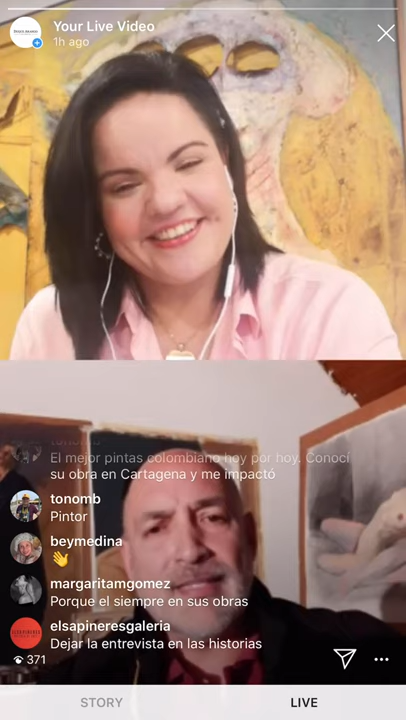 Your Live Video
1h ago
tonomb
El mejor pintas colombiano hoy por hoy. Conocí
su obra en Cartagena y me impactó
tonomb
Pintor
beymedina
👋
margaritamgomez
Porque el siempre en sus obras
elsapineresgaleria
Dejar la entrevista en las historias
371
STORY
LIVE